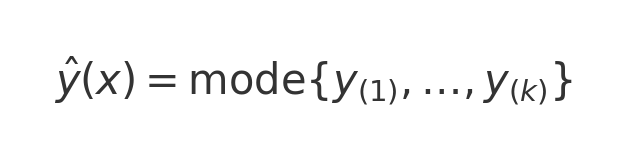 ŷ(x) = mode{y₍₁₎, ..., y₍ₖ₎}